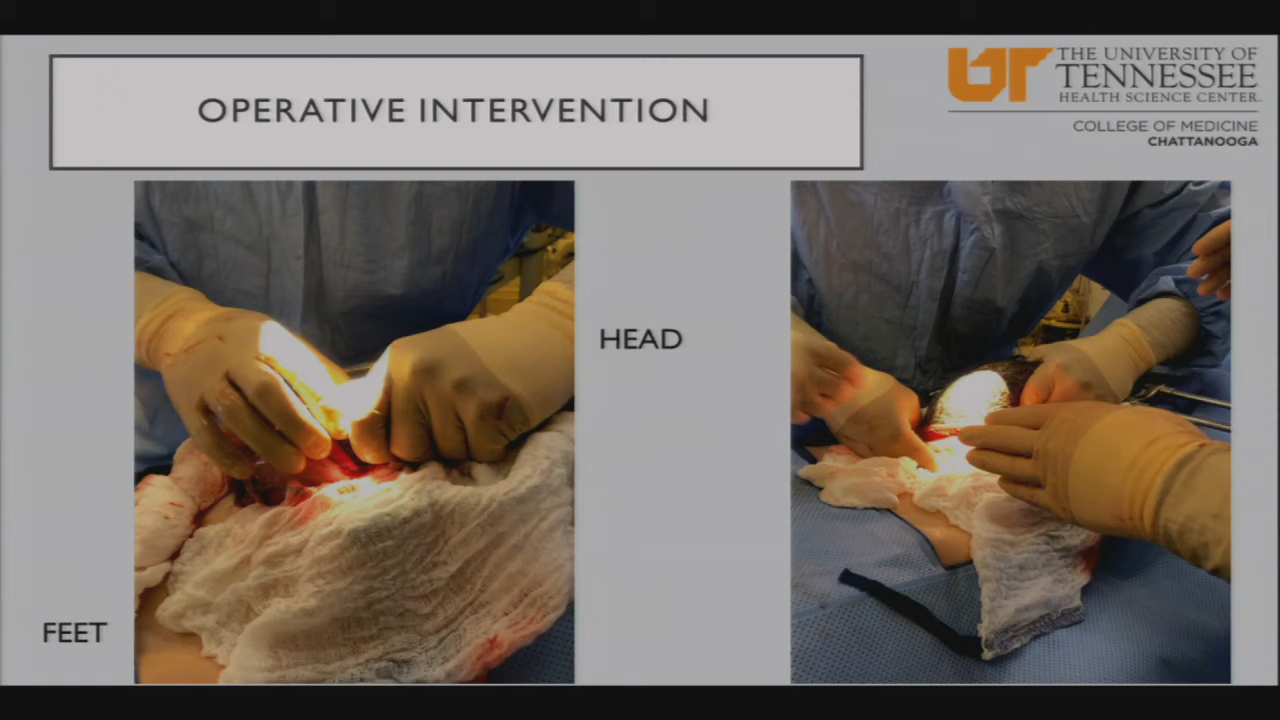 OPERATIVE INTERVENTION
THE UNIVERSITY OF
TENNESSEE
HEALTH SCIENCE CENTER
COLLEGE OF MEDICINE
CHATTANOOGA
HEAD
FEET